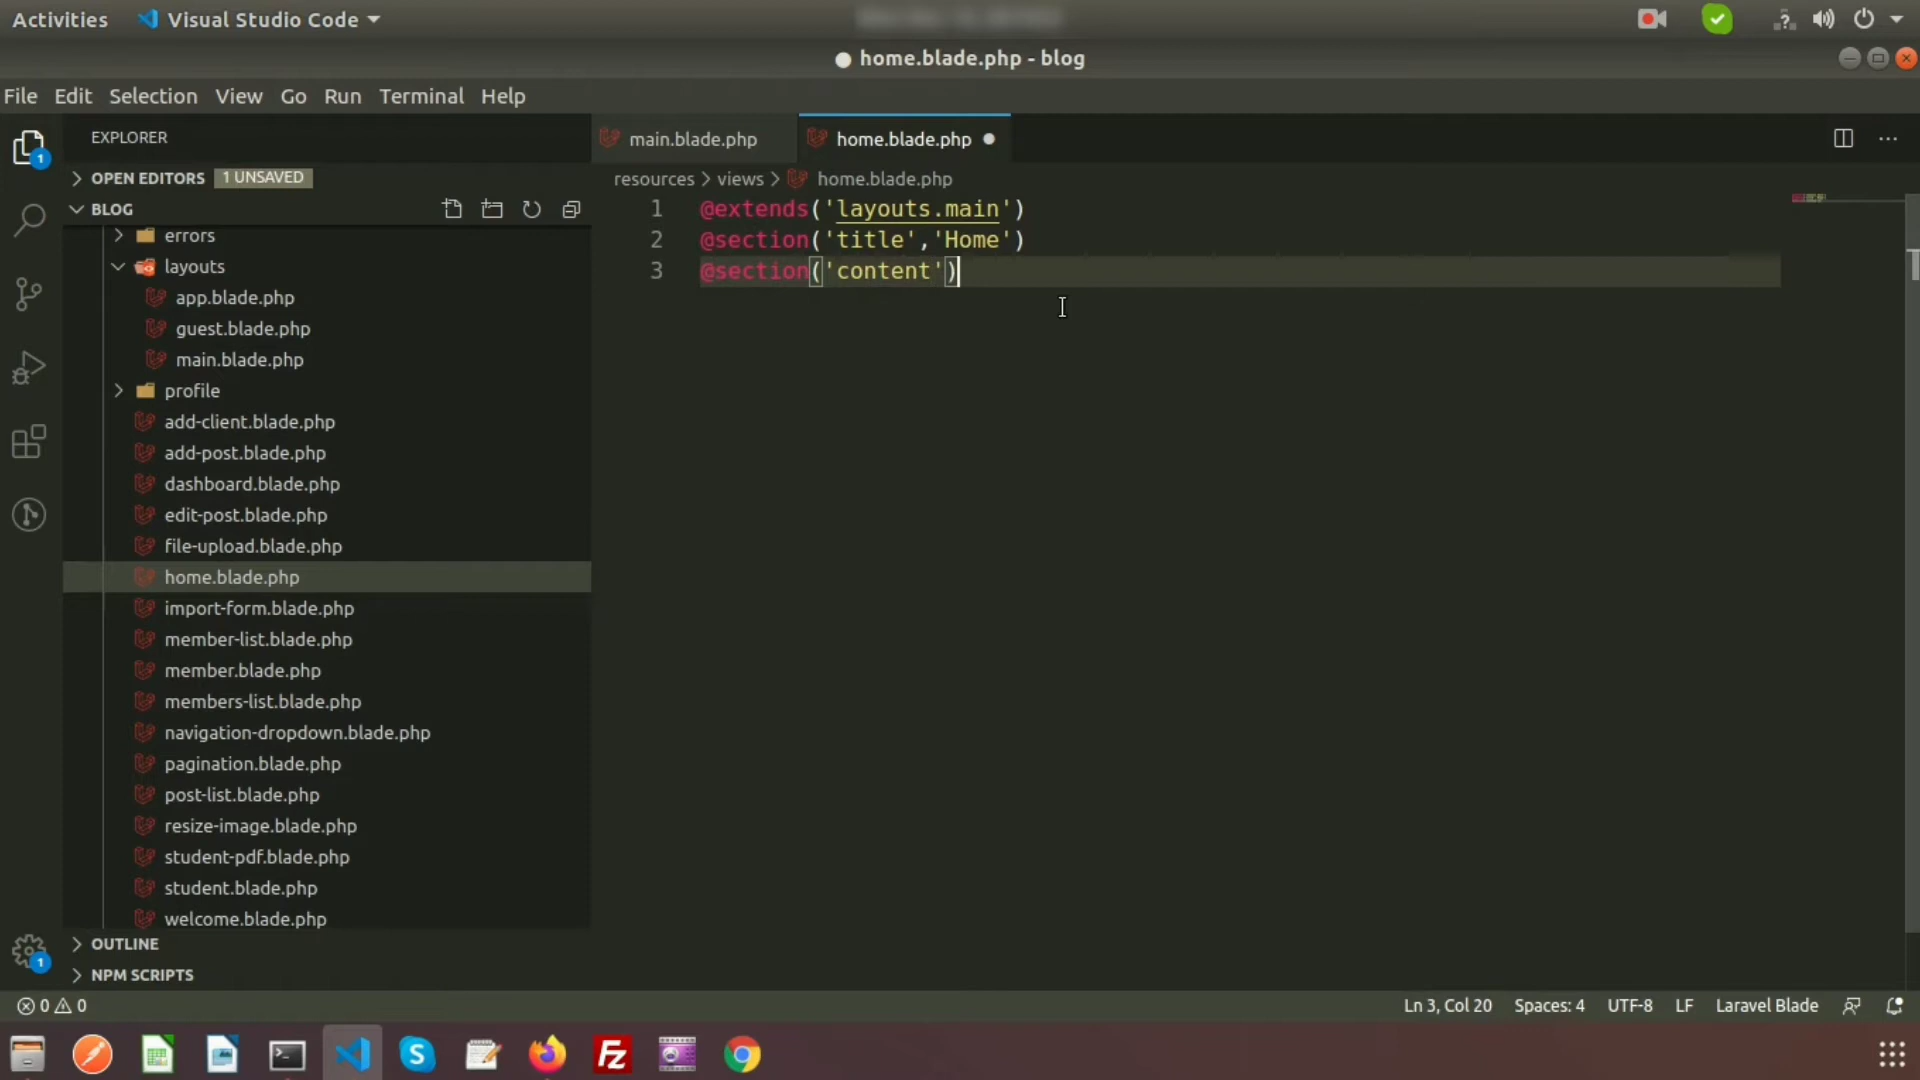 Activities Visual Studio Code
home.blade.php - blog
File Edit Selection View Go Run Terminal Help
EXPLORER
main.blade.php home.blade.php
OPEN EDITORS 1 UNSAVED
resources > views > home.blade.php
BLOG
1 @extends('layouts.main')
2 @section('title','Home')
3 @section('content')
errors
layouts
app.blade.php
guest.blade.php
main.blade.php
profile
add-client.blade.php
add-post.blade.php
dashboard.blade.php
edit-post.blade.php
file-upload.blade.php
home.blade.php
import-form.blade.php
member-list.blade.php
member.blade.php
members-list.blade.php
navigation-dropdown.blade.php
pagination.blade.php
post-list.blade.php
resize-image.blade.php
student-pdf.blade.php
student.blade.php
welcome.blade.php
OUTLINE
NPM SCRIPTS
0 0 Ln 3, Col 20 Spaces: 4 UTF-8 LF Laravel Blade